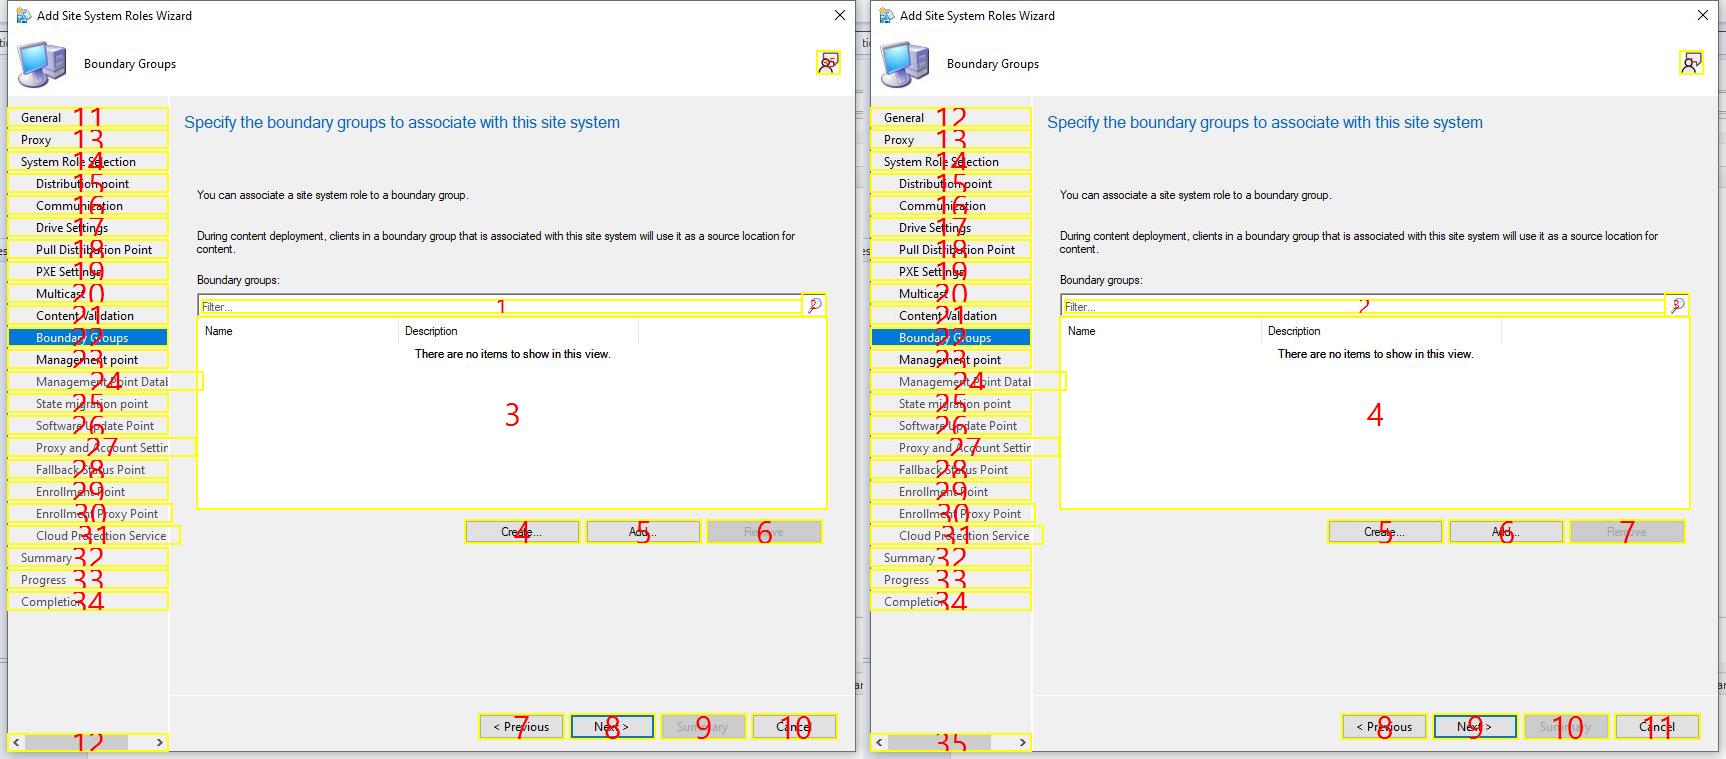 Add Site System Roles Wizard
Boundary Groups
35
General 11
Proxy 13
System Role Selection 14
Distribution point 15
Communication 16
Drive Settings 17
Pull Distribution Point 18
PXE Settings 19
Multicast 20
Content Validation 21
Boundary Groups 22
Management point 23
Management Point Datab 24
State migration point 25
Software Update Point 26
Proxy and Account Settin 27
Fallback Status Point 28
Enrollment Point 29
Enrollment Proxy Point 30
Cloud Protection Service 31
Summary 32
Progress 33
Completion 34
12
Specify the boundary groups to associate with this site system
You can associate a site system role to a boundary group.
During content deployment, clients in a boundary group that is associated with this site system will use it as a source location for
content.
Boundary groups:
Filter... 1 2
Name Description
There are no items to show in this view.
3
Create... 4 Add... 5 Remove 6
< Previous 7 Next > 8 Summary 9 Cancel 10
Add Site System Roles Wizard
Boundary Groups
1
General 12
Proxy 13
System Role Selection 14
Distribution point 15
Communication 16
Drive Settings 17
Pull Distribution Point 18
PXE Settings 19
Multicast 20
Content Validation 21
Boundary Groups 22
Management point 23
Management Point Datab 24
State migration point 25
Software Update Point 26
Proxy and Account Settin 27
Fallback Status Point 28
Enrollment Point 29
Enrollment Proxy Point 30
Cloud Protection Service 31
Summary 32
Progress 33
Completion 34
35
Specify the boundary groups to associate with this site system
You can associate a site system role to a boundary group.
During content deployment, clients in a boundary group that is associated with this site system will use it as a source location for
content.
Boundary groups:
Filter... 2 3
Name Description
There are no items to show in this view.
4
Create... 5 Add... 6 Remove 7
< Previous 8 Next > 9 Summary 10 Cancel 11